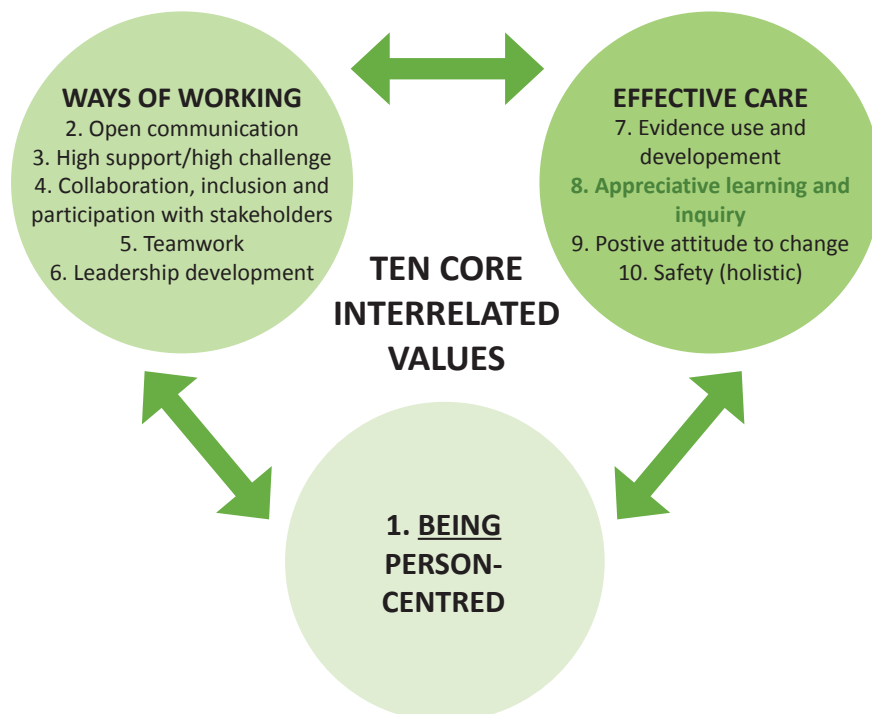 WAYS OF WORKING
2. Open communication
3. High support/high challenge
4. Collaboration, inclusion and
participation with stakeholders
5. Teamwork
6. Leadership development
EFFECTIVE CARE
7. Evidence use and
developement
8. Appreciative learning and
inquiry
9. Postive attitude to change
10. Safety (holistic)
TEN CORE
INTERRELATED
VALUES
1. BEING
PERSON-
CENTRED